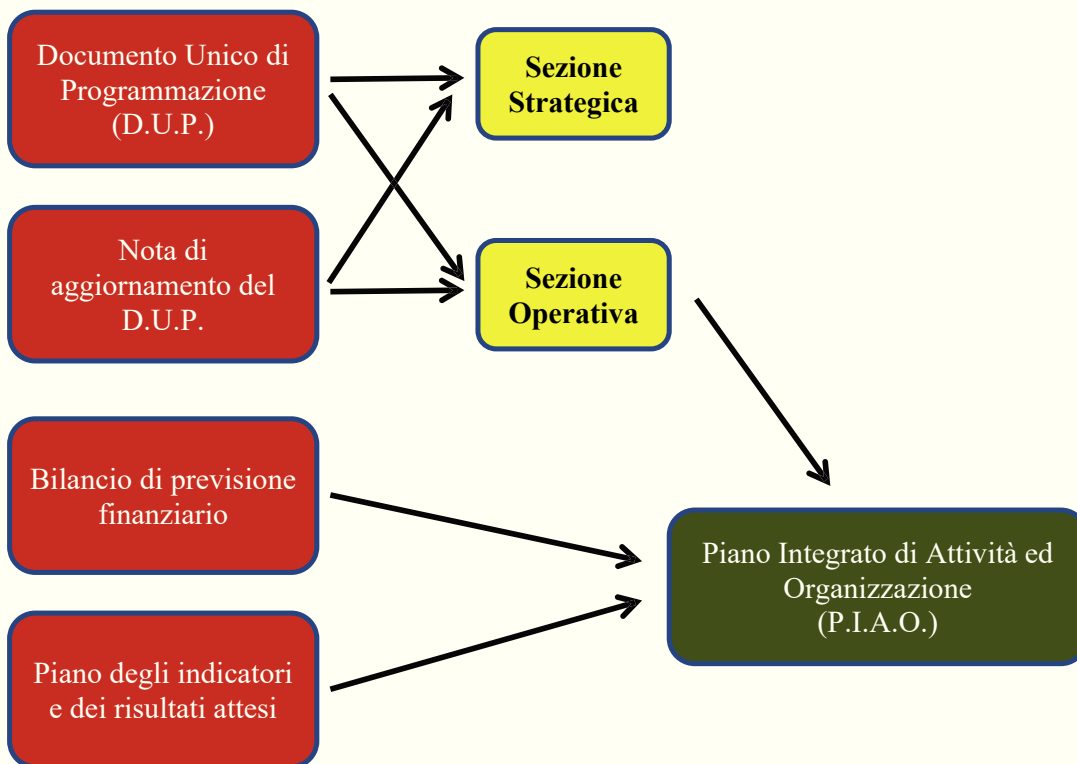 Documento Unico di
Programmazione
(D.U.P.)
Sezione
Strategica
Nota di
aggiornamento del
D.U.P.
Sezione
Operativa
Bilancio di previsione
finanziario
Piano Integrato di Attività ed
Organizzazione
(P.I.A.O.)
Piano degli indicatori
e dei risultati attesi